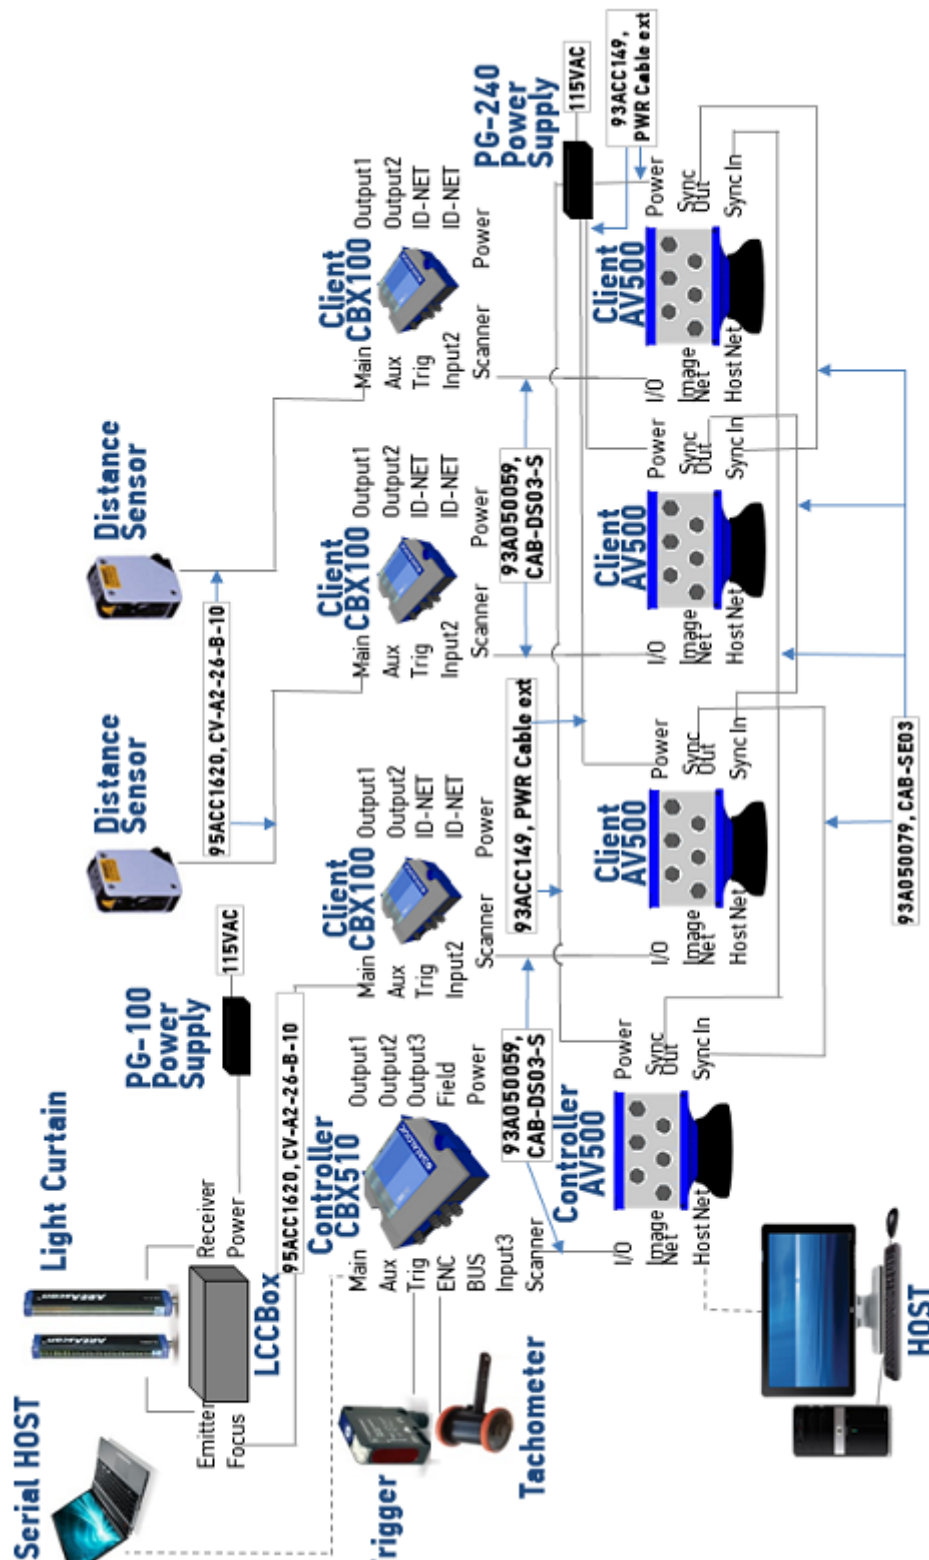 Serial HOST
Light Curtain
Emitter
Focus
Receiver
Power
LCCBox
PG-100
Power
Supply
115VAC
Distance
Sensor
Distance
Sensor
95ACC1620, CV-A2-26-B-10
95ACC1620, CV-A2-26-B-10
rigger
Tachometer
Controller
CBX510
Main
Aux
Trig
ENC
BUS
Input3
Scanner
Output1
Output2
Output3
Field
Power
DATALOGIC
Client
CBX100
Main
Aux
Trig
Input2
Scanner
Output1
Output2
ID-NET
ID-NET
Power
Client
CBX100
Main
Aux
Trig
Input2
Scanner
Output1
Output2
ID-NET
ID-NET
Power
Client
CBX100
Main
Aux
Trig
Input2
Scanner
Output1
Output2
ID-NET
ID-NET
Power
PG-240
Power
Supply
115VAC
93ACC149,
PWR Cable ext
93A050059,
CAB-DS03-S
93ACC149, PWR Cable ext
93A050059,
CAB-DS03-S
Controller
AV500
I/O
Image
Net
Host Net
Power
Sync
Out
Sync In
Client
AV500
I/O
Image
Net
Host Net
Power
Sync
Out
Sync In
Client
AV500
I/O
Image
Net
Host Net
Power
Sync
Out
Sync In
Client
AV500
I/O
Image
Net
Host Net
Power
Sync
Out
Sync In
93A050079, CAB-SE03
HOST